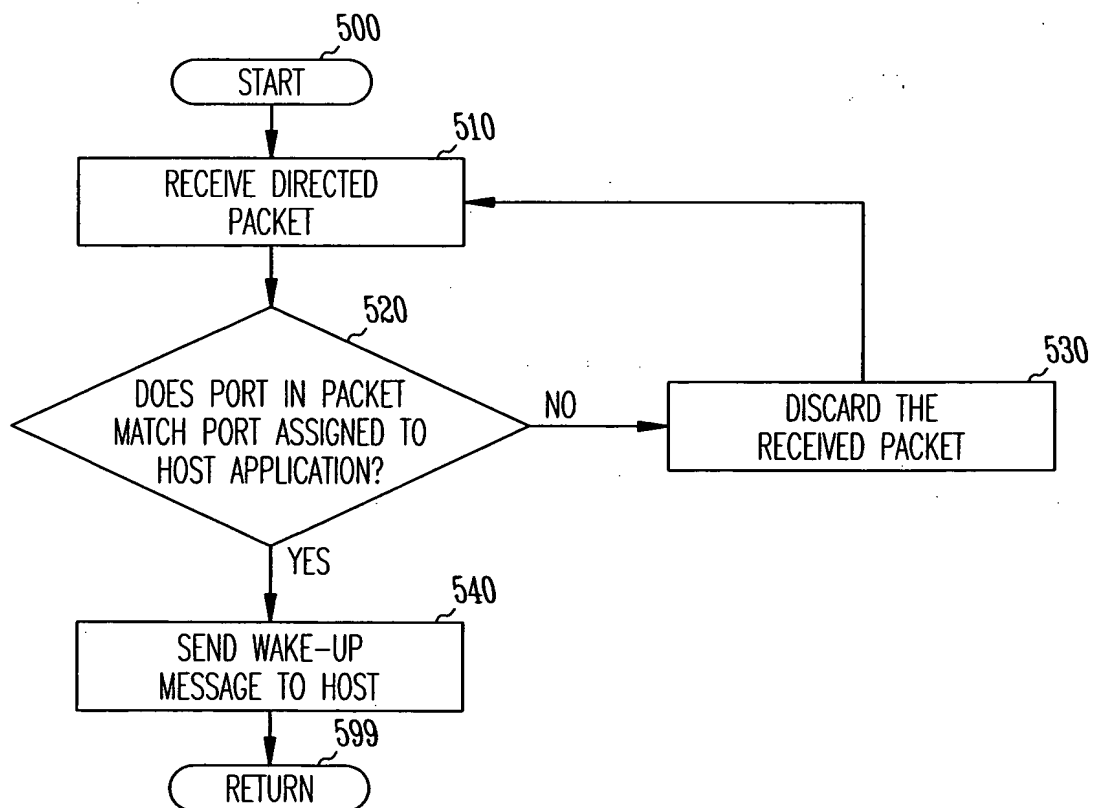 500
START
510
RECEIVE DIRECTED
PACKET
520
DOES PORT IN PACKET
MATCH PORT ASSIGNED TO
HOST APPLICATION?
NO
530
DISCARD THE
RECEIVED PACKET
YES
540
SEND WAKE-UP
MESSAGE TO HOST
599
RETURN